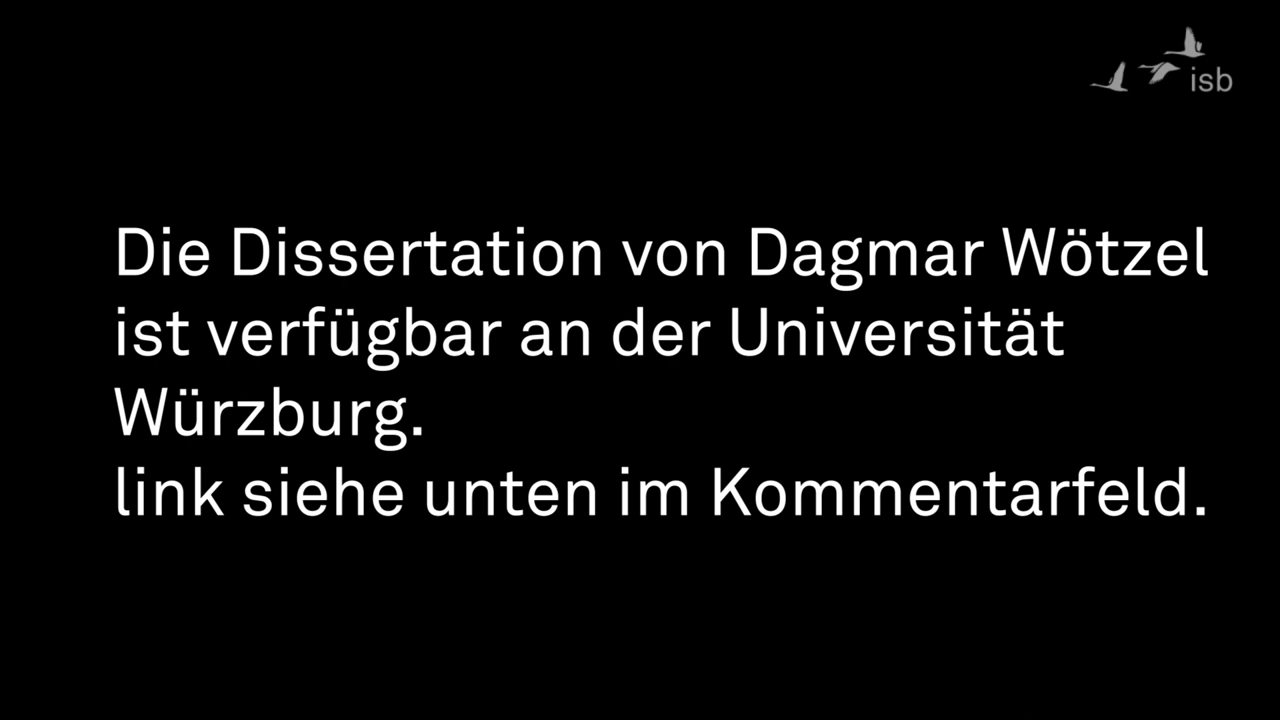 isb
Die Dissertation von Dagmar Wötzel
ist verfügbar an der Universität
Würzburg.
link siehe unten im Kommentarfeld.